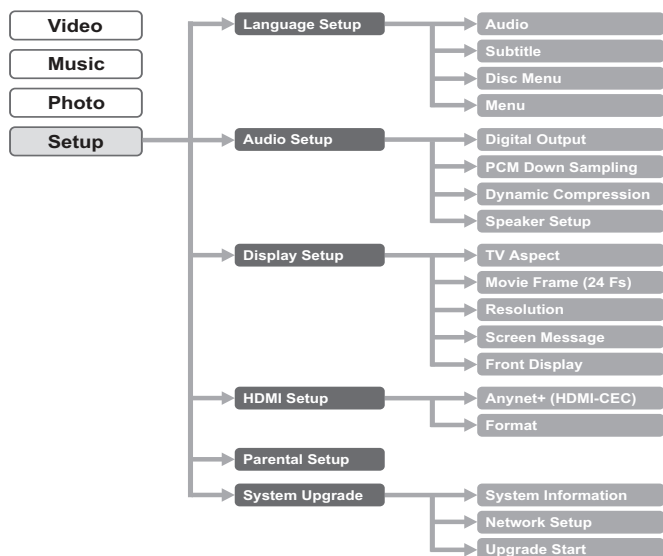 Video
Music
Photo
Setup
Language Setup
Audio
Subtitle
Disc Menu
Menu
Audio Setup
Digital Output
PCM Down Sampling
Dynamic Compression
Speaker Setup
Display Setup
TV Aspect
Movie Frame (24 Fs)
Resolution
Screen Message
Front Display
HDMI Setup
Anynet+ (HDMI-CEC)
Format
Parental Setup
System Upgrade
System Information
Network Setup
Upgrade Start